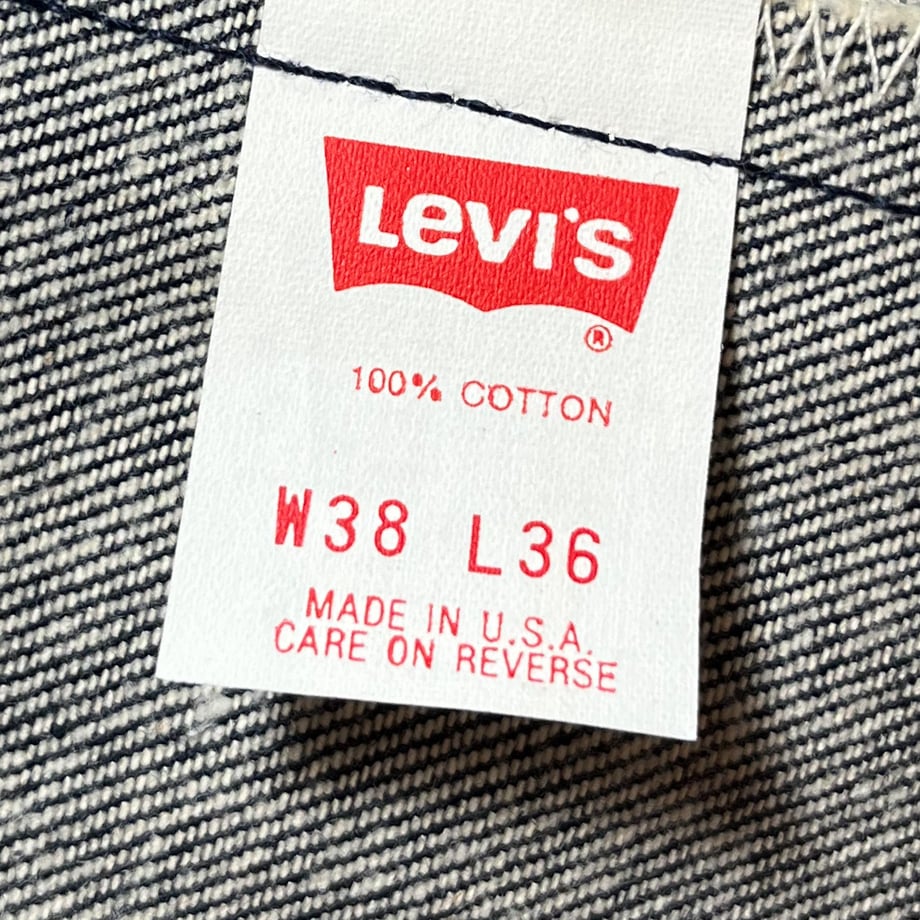 Levi's
®
100% COTTON
W38 L36
MADE IN U.S.A.
CARE ON REVERSE